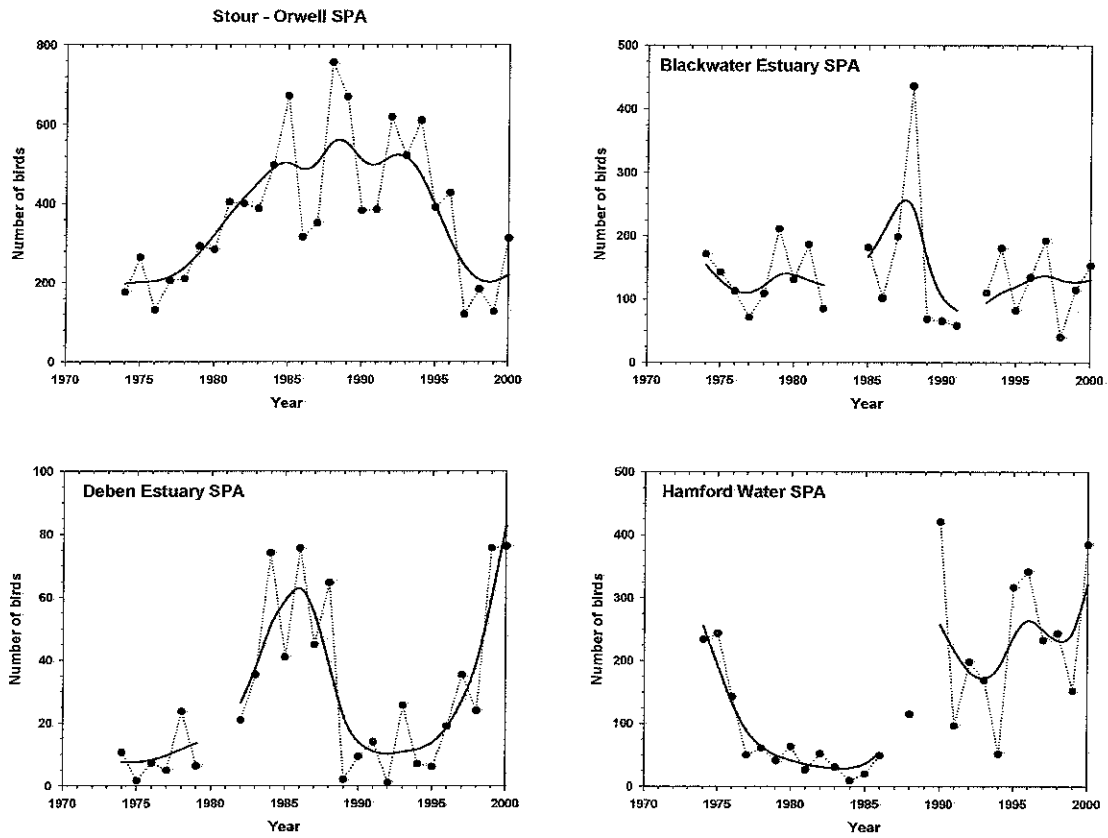 Stour - Orwell SPA
800
600
400
200
0
Number of birds
1970 1975 1980 1985 1990 1995 2000
Year
Blackwater Estuary SPA
500
400
300
200
100
0
Number of birds
1970 1975 1980 1985 1990 1995 2000
Year
Deben Estuary SPA
100
80
60
40
20
0
Number of birds
1970 1975 1980 1985 1990 1995 2000
Year
Hamford Water SPA
500
400
300
200
100
0
Number of birds
1970 1975 1980 1985 1990 1995 2000
Year